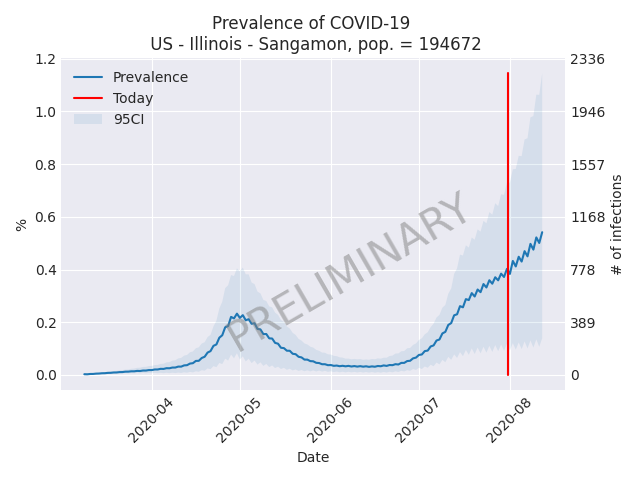 Prevalence of COVID-19
US - Illinois - Sangamon, pop. = 194672
Prevalence
Today
95CI
PRELIMINARY
%
1.2
1.0
0.8
0.6
0.4
0.2
0.0
2336
1946
1557
1168
778
389
0
# of infections
2020-04
2020-05
2020-06
2020-07
2020-08
Date